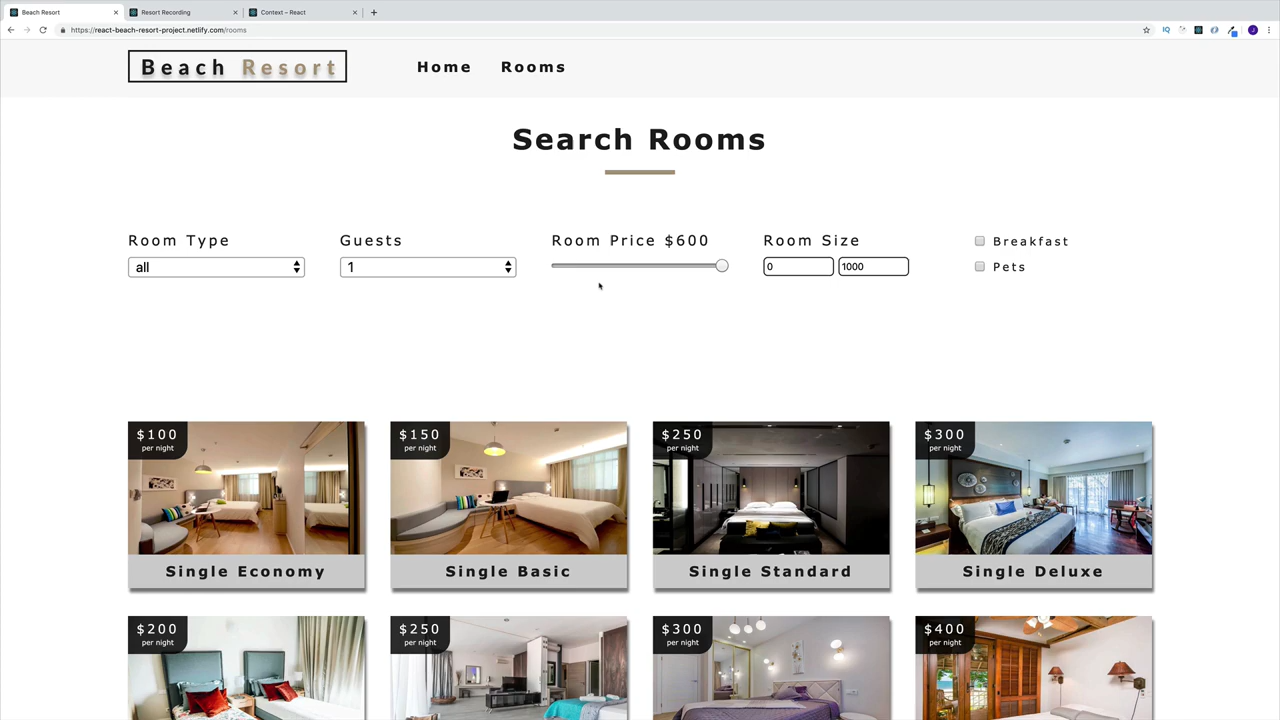 Beach Resort
Resort Recording
Context – React
https://react-beach-resort-project.netlify.com/rooms
IQ
J
Beach Resort
Home
Rooms
Search Rooms
Room Type
Guests
Room Price $600
Room Size
Breakfast
all
1
0
1000
Pets
$100
per night
$150
per night
$250
per night
$300
per night
Single Economy
Single Basic
Single Standard
Single Deluxe
$200
per night
$250
per night
$300
per night
$400
per night